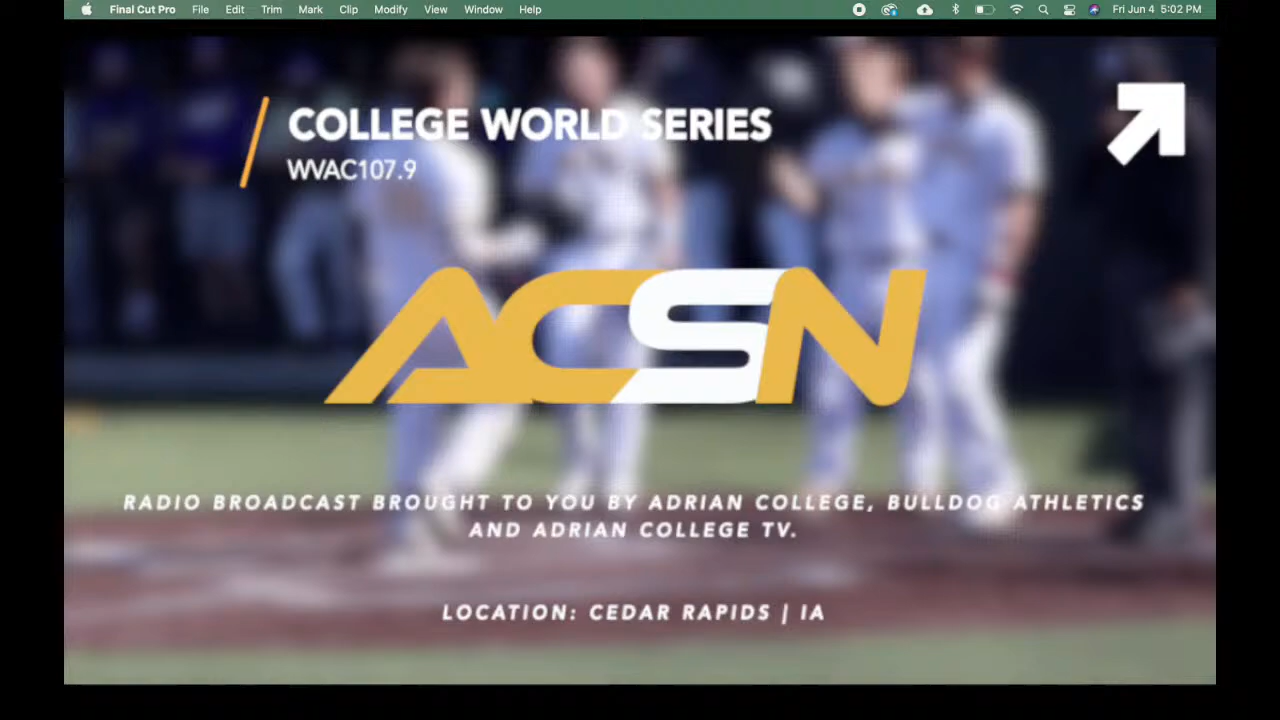 Final Cut Pro File Edit Trim Mark Clip Modify View Window Help Fri Jun 4 5:02 PM
COLLEGE WORLD SERIES
WVAC107.9
ACSN
RADIO BROADCAST BROUGHT TO YOU BY ADRIAN COLLEGE, BULLDOG ATHLETICS
AND ADRIAN COLLEGE TV.
LOCATION: CEDAR RAPIDS | IA